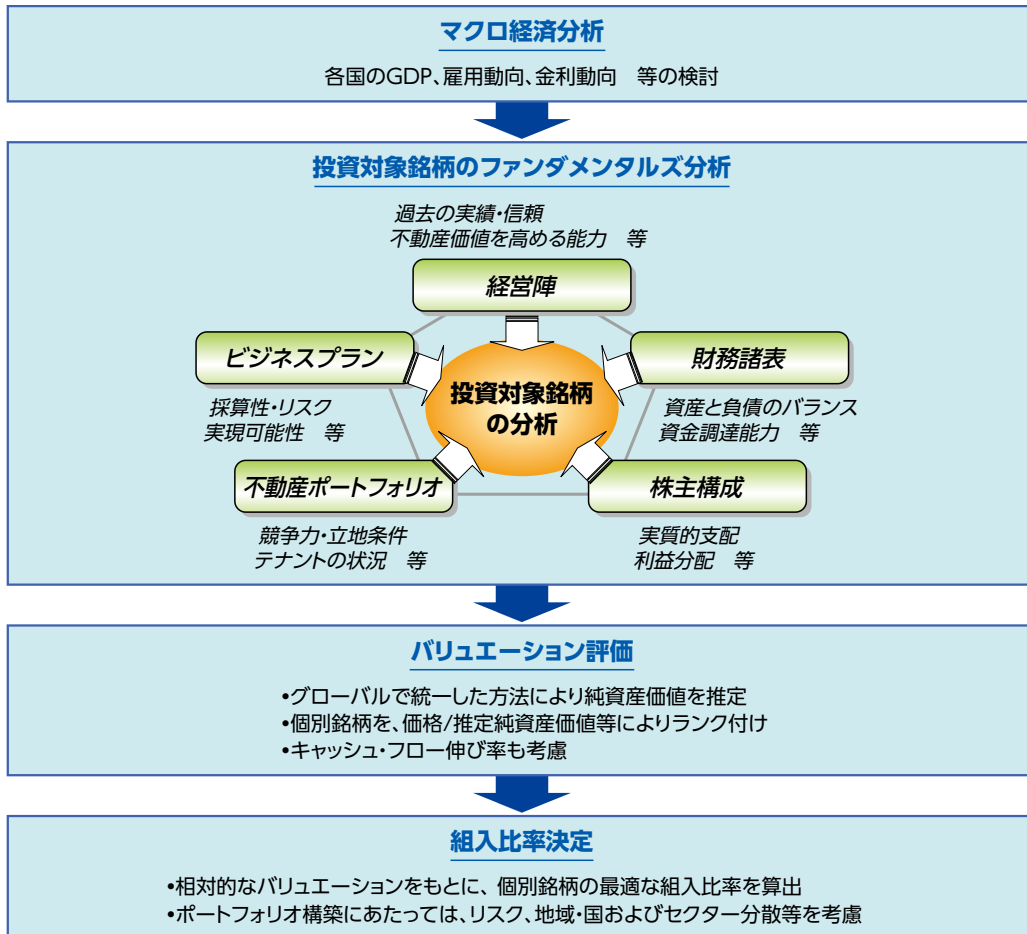 マクロ経済分析
各国のGDP、雇用動向、金利動向　等の検討
投資対象銘柄のファンダメンタルズ分析
過去の実績・信頼
不動産価値を高める能力　等
経営陣
ビジネスプラン
採算性・リスク
実現可能性　等
財務諸表
資産と負債のバランス
資金調達能力　等
投資対象銘柄
の分析
不動産ポートフォリオ
競争力・立地条件
テナントの状況　等
株主構成
実質的支配
利益分配　等
バリュエーション評価
•グローバルで統一した方法により純資産価値を推定
•個別銘柄を、価格/推定純資産価値等によりランク付け
•キャッシュ・フロー伸び率も考慮
組入比率決定
•相対的なバリュエーションをもとに、個別銘柄の最適な組入比率を算出
•ポートフォリオ構築にあたっては、リスク、地域・国およびセクター分散等を考慮